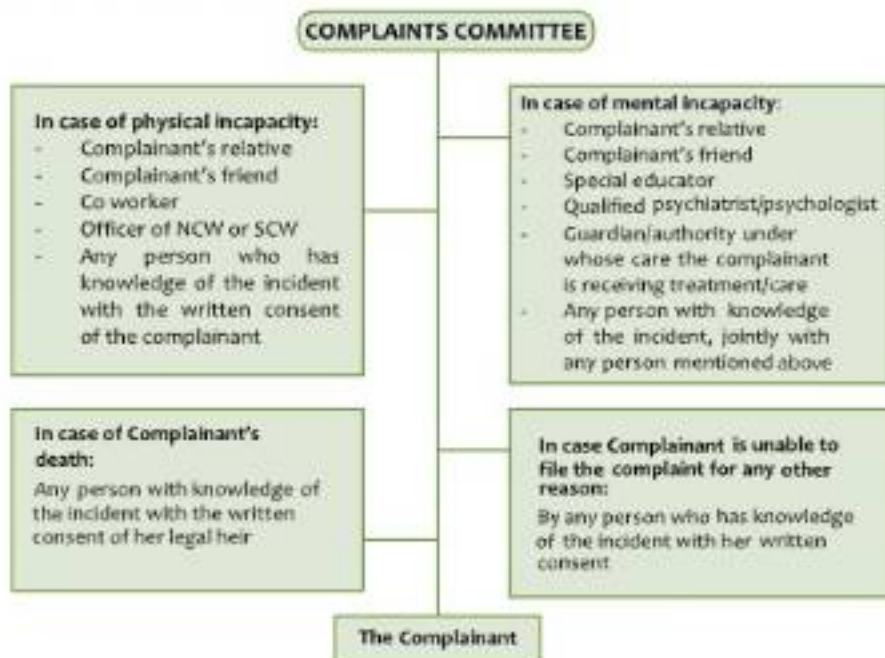 COMPLAINTS COMMITTEE
In case of physical incapacity:
- Complainant's relative
- Complainant's friend
- Co worker
- Officer of NCW or SCW
- Any person who has
knowledge of the incident
with the written consent
of the complainant
In case of mental incapacity:
- Complainant's relative
- Complainant's friend
- Special educator
- Qualified psychiatrist/psychologist
- Guardian/authority under
whose care the complainant
is receiving treatment/care
- Any person with knowledge
of the incident, jointly with
any person mentioned above
In case of Complainant's
death:
Any person with knowledge of
the incident with the written
consent of her legal heir
In case Complainant is unable to
file the complaint for any other
reason:
By any person who has knowledge
of the incident with her written
consent
The Complainant